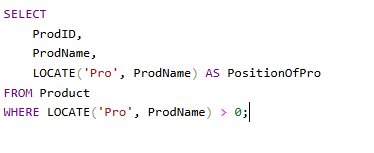 SELECT
    ProdID,
    ProdName,
    LOCATE('Pro', ProdName) AS PositionOfPro
FROM Product
WHERE LOCATE('Pro', ProdName) > 0;